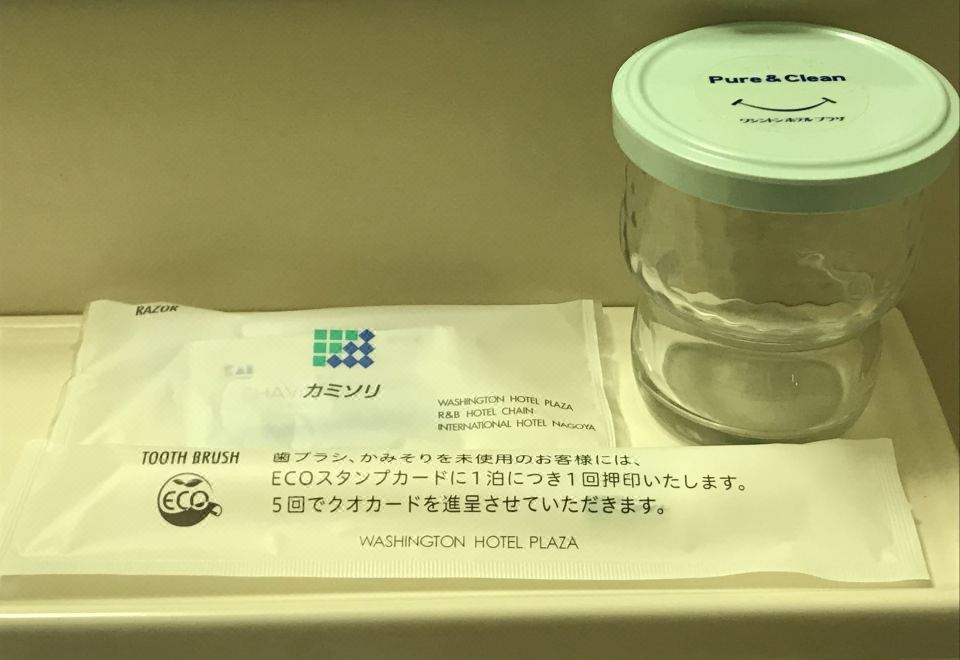 Pure&Clean
ワシントンホテルプラザ
RAZOR
カミソリ
WASHINGTON HOTEL PLAZA
R&B HOTEL CHAIN
INTERNATIONAL HOTEL NAGOYA
TOOTH BRUSH
ECO
歯ブラシ、かみそりを未使用のお客様には、
ECOスタンプカードに1泊につき1回押印いたします。
5回でクオカードを進呈させていただきます。
WASHINGTON HOTEL PLAZA